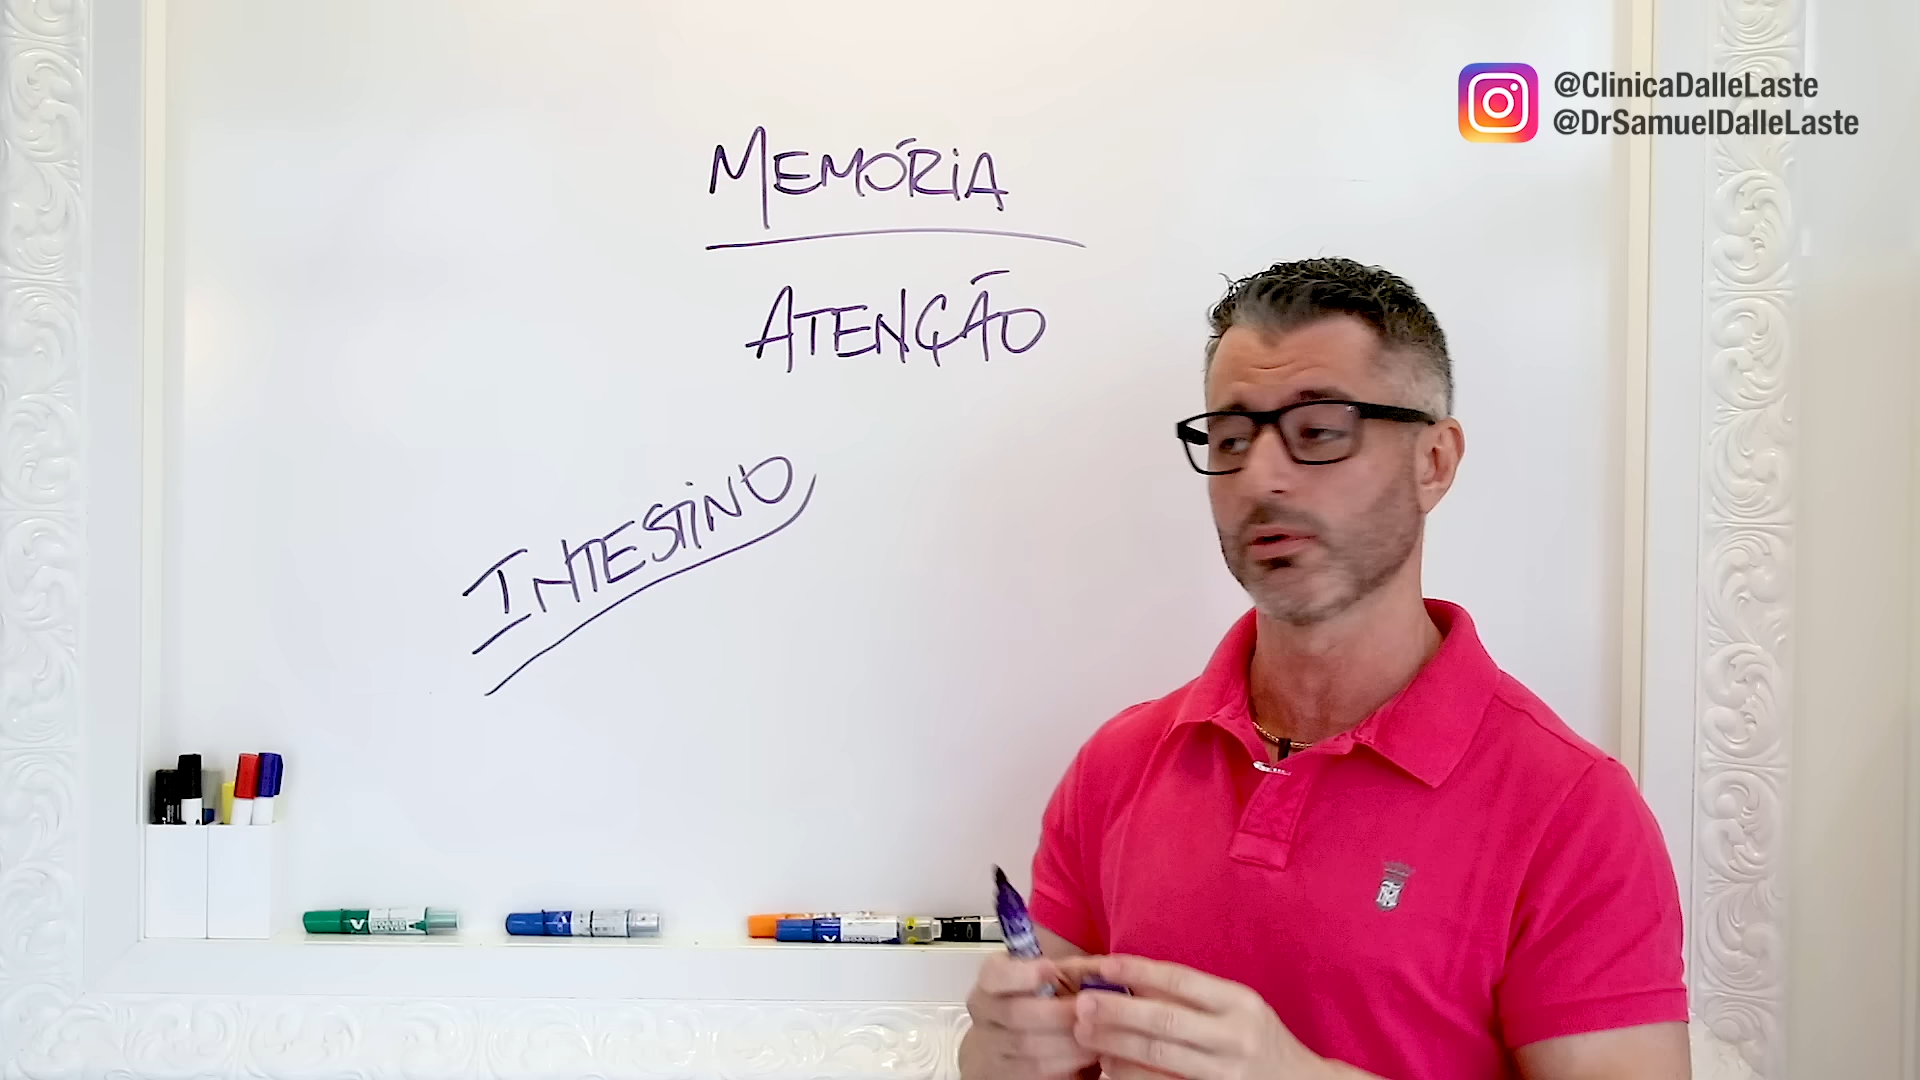 @ClinicaDalleLaste
@DrSamuelDalleLaste
MEMÓRiA
ATENÇÃO
INTESTiNO